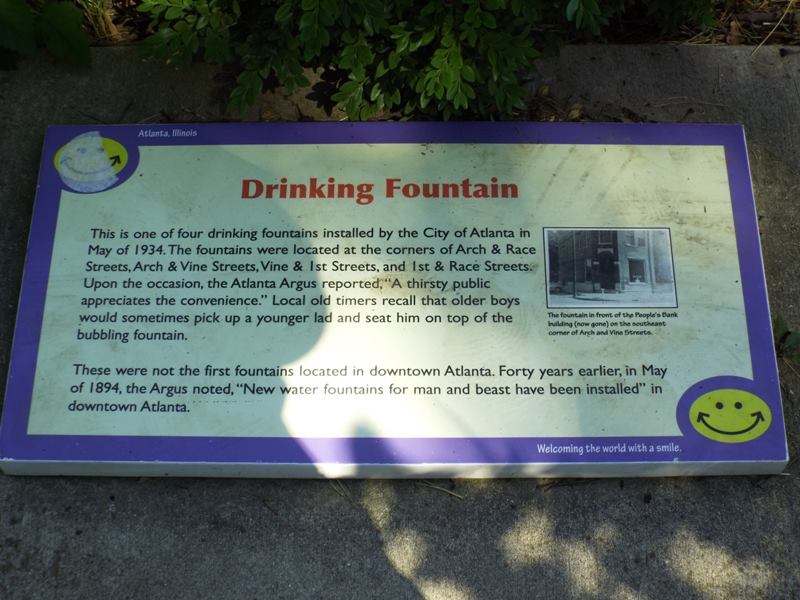 Atlanta, Illinois
Drinking Fountain
This is one of four drinking fountains installed by the City of Atlanta in
May of 1934. The fountains were located at the corners of Arch & Race
Streets, Arch & Vine Streets, Vine & 1st Streets, and 1st & Race Streets.
Upon the occasion, the Atlanta Argus reported, “A thirsty public
appreciates the convenience.” Local old timers recall that older boys
would sometimes pick up a younger lad and seat him on top of the
bubbling fountain.
The fountain in front of the People's Bank
building (now gone) on the southeast
corner of Arch and Vine Streets.
These were not the first fountains located in downtown Atlanta. Forty years earlier, in May
of 1894, the Argus noted, “New water fountains for man and beast have been installed” in
downtown Atlanta.
Welcoming the world with a smile.